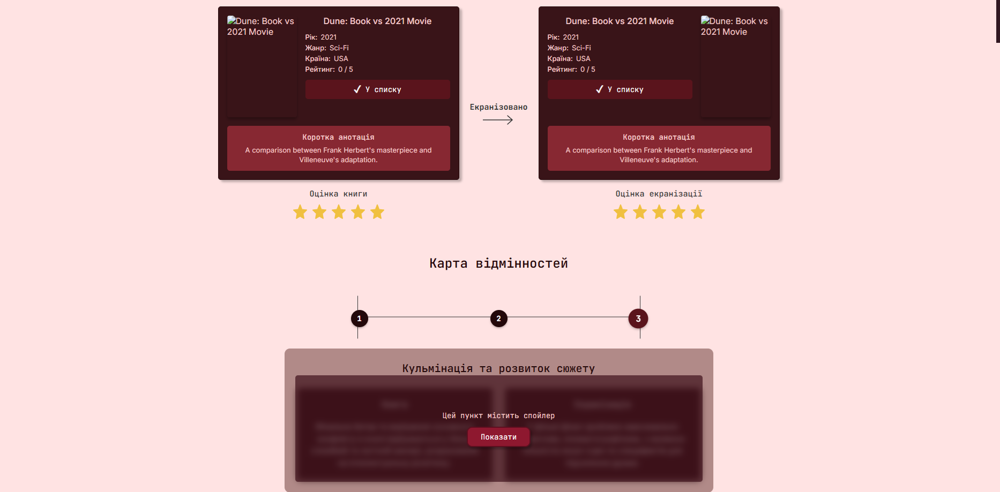 Dune: Book vs
2021 Movie
Dune: Book vs 2021 Movie
Рік: 2021
Жанр: Sci-Fi
Країна: USA
Рейтинг: 0 / 5
✓ У списку
Коротка анотація
A comparison between Frank Herbert's masterpiece and
Villeneuve's adaptation.
Екранізовано
Dune: Book vs 2021 Movie
Рік: 2021
Жанр: Sci-Fi
Країна: USA
Рейтинг: 0 / 5
✓ У списку
Dune: Book vs
2021 Movie
Коротка анотація
A comparison between Frank Herbert's masterpiece and
Villeneuve's adaptation.
Оцінка книги
Оцінка екранізації
Карта відмінностей
1
2
3
Кульмінація та розвиток сюжету
Цей пункт містить спойлер
Показати